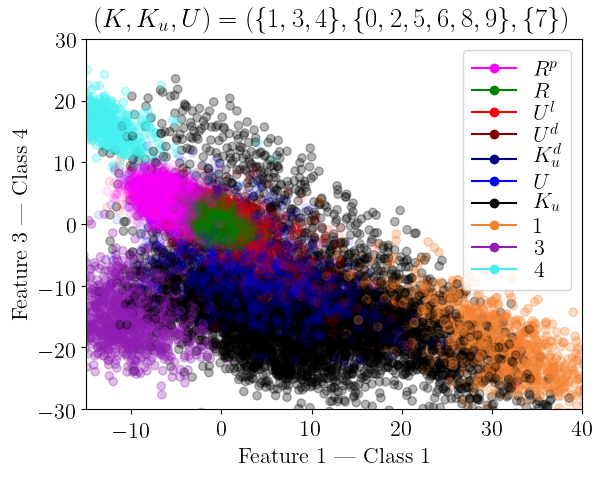 (K, K_u, U) = ({1, 3, 4}, {0, 2, 5, 6, 8, 9}, {7})
30
20
10
0
−10
−20
−30
Feature 3 — Class 4
R^p
R
U^l
U^d
K_u^d
U
K_u
1
3
4
−10 0 10 20 30 40
Feature 1 — Class 1